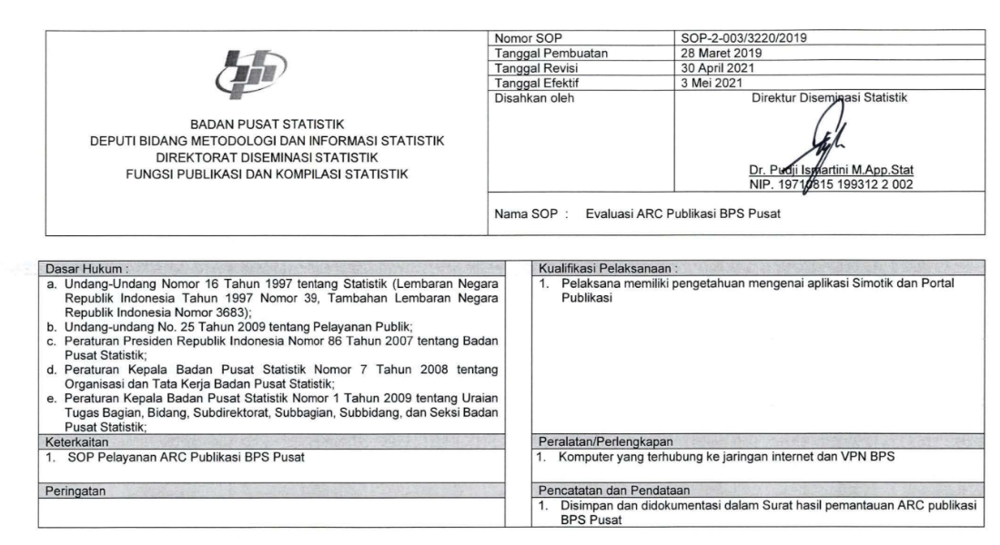 BADAN PUSAT STATISTIK
DEPUTI BIDANG METODOLOGI DAN INFORMASI STATISTIK
DIREKTORAT DISEMINASI STATISTIK
FUNGSI PUBLIKASI DAN KOMPILASI STATISTIK
Nomor SOP SOP-2-003/3220/2019
Tanggal Pembuatan 28 Maret 2019
Tanggal Revisi 30 April 2021
Tanggal Efektif 3 Mei 2021
Disahkan oleh Direktur Diseminasi Statistik
Dr. Pudji Ismartini M.App.Stat
NIP. 19710815 199312 2 002
Nama SOP : Evaluasi ARC Publikasi BPS Pusat
Dasar Hukum :
a. Undang-Undang Nomor 16 Tahun 1997 tentang Statistik (Lembaran Negara
Republik Indonesia Tahun 1997 Nomor 39, Tambahan Lembaran Negara
Republik Indonesia Nomor 3683);
b. Undang-undang No. 25 Tahun 2009 tentang Pelayanan Publik;
c. Peraturan Presiden Republik Indonesia Nomor 86 Tahun 2007 tentang Badan
Pusat Statistik;
d. Peraturan Kepala Badan Pusat Statistik Nomor 7 Tahun 2008 tentang
Organisasi dan Tata Kerja Badan Pusat Statistik;
e. Peraturan Kepala Badan Pusat Statistik Nomor 1 Tahun 2009 tentang Uraian
Tugas Bagian, Bidang, Subdirektorat, Subbagian, Subbidang, dan Seksi Badan
Pusat Statistik;
Kualifikasi Pelaksanaan :
1. Pelaksana memiliki pengetahuan mengenai aplikasi Simotik dan Portal
Publikasi
Keterkaitan
1. SOP Pelayanan ARC Publikasi BPS Pusat
Peralatan/Perlengkapan
1. Komputer yang terhubung ke jaringan internet dan VPN BPS
Peringatan
Pencatatan dan Pendataan
1. Disimpan dan didokumentasi dalam Surat hasil pemantauan ARC publikasi
BPS Pusat